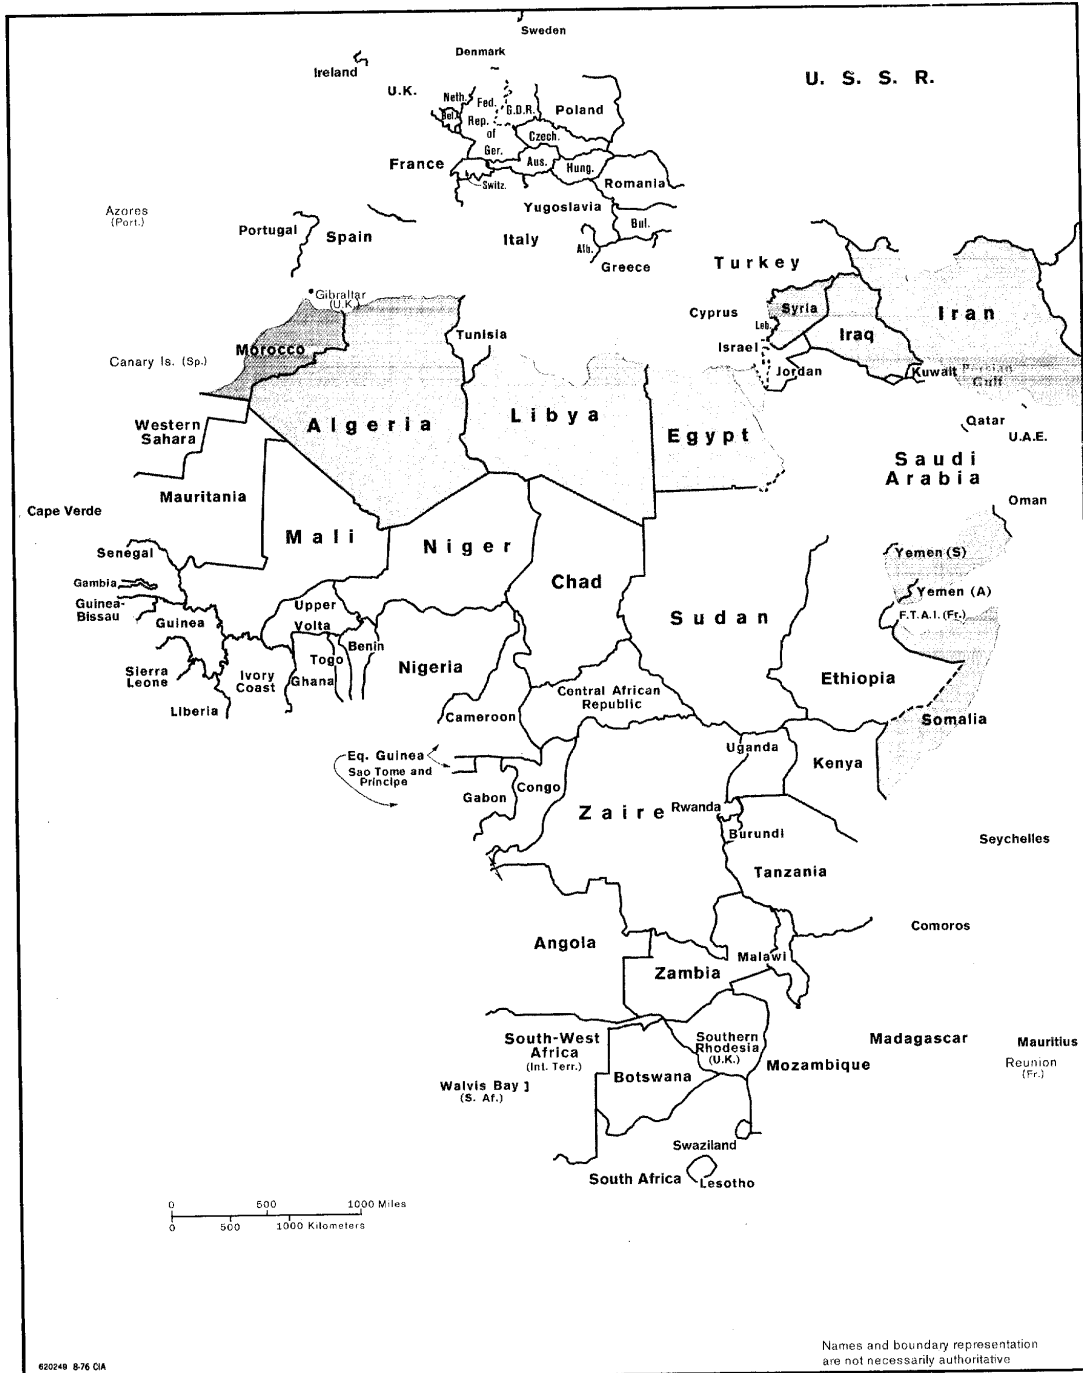 Sweden
Denmark
Ireland
U. S. S. R.
U.K.
Neth.
Fed.
G.D.R.
Poland
Bel.
Rep.
of
Czech.
Ger.
France
Aus.
Hung.
Switz.
Romania
Azores
(Port.)
Yugoslavia
Portugal
Spain
Italy
Bul.
Alb.
Greece
Turkey
Gibraltar
(U.K.)
Cyprus
Syria
Iran
Leb.
Tunisia
Iraq
Morocco
Israel
Canary Is. (Sp.)
Jordan
Kuwait
Persian
Gulf
Western
Sahara
Algeria
Libya
Egypt
Qatar
U.A.E.
Saudi
Arabia
Mauritania
Oman
Cape Verde
Mali
Niger
Chad
Senegal
Yemen (S)
Gambia
Yemen (A)
Guinea-
Bissau
Guinea
Upper
Volta
Sudan
F.T.A.I. (Fr.)
Benin
Togo
Nigeria
Sierra
Leone
Ivory
Coast
Ghana
Ethiopia
Liberia
Central African
Republic
Cameroon
Somalia
Eq. Guinea
Uganda
Kenya
Sao Tome and
Principe
Gabon
Congo
Zaire
Rwanda
Burundi
Seychelles
Tanzania
Comoros
Angola
Malawi
Zambia
South-West
Africa
(Int. Terr.)
Southern
Rhodesia
(U.K.)
Madagascar
Mauritius
Reunion
(Fr.)
Mozambique
Botswana
Walvis Bay
(S. Af.)
Swaziland
South Africa
Lesotho
0 500 1000 Miles
0 500 1000 Kilometers
Names and boundary representation
are not necessarily authoritative
620249 8-76 CIA